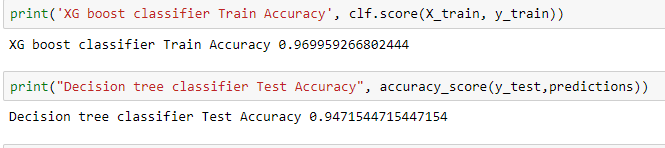 print('XG boost classifier Train Accuracy', clf.score(X_train, y_train))
XG boost classifier Train Accuracy 0.969959266802444
print("Decision tree classifier Test Accuracy", accuracy_score(y_test,predictions))
Decision tree classifier Test Accuracy 0.9471544715447154